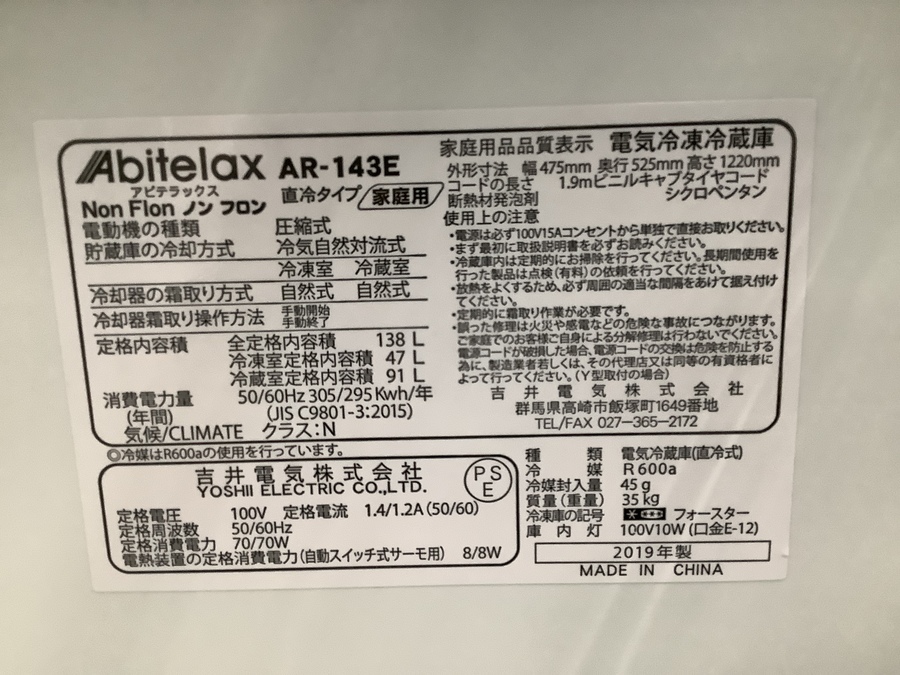 Abitelax AR-143E
アビテラックス
直冷タイプ 家庭用
Non Flon ノン フロン
電動機の種類 圧縮式
貯蔵庫の冷却方式 冷気自然対流式
冷凍室 冷蔵室
冷却器の霜取り方式 自然式 自然式
冷却器霜取り操作方法 手動開始
手動終了
定格内容積 全定格内容積 138 L
冷凍室定格内容積 47 L
冷蔵室定格内容積 91 L
消費電力量 50/60Hz 305/295 Kwh/年
(年間) (JIS C9801-3:2015)
気候/CLIMATE クラス:N
家庭用品品質表示 電気冷凍冷蔵庫
外形寸法 幅 475mm 奥行 525mm 高さ 1220mm
コードの長さ 1.9mビニルキャブタイヤコード
断熱材発泡剤 シクロペンタン
使用上の注意
・電源は必ず100V15Aコンセントから単独で直接お取りください。
・まず最初に取扱説明書を必ずお読みください。
・冷蔵庫内は定期的にお掃除を行ってください。長期間使用を
行った製品は点検(有料)の依頼を行ってください。
・放熱をよくするため、必ず周囲の適当な間隔をあけて据え付け
てください。
・定期的に霜取り作業が必要です。
・誤った修理は火災や感電などの危険な事故につながります。
ご家庭でのお客様ご自身による分解修理は行わないでください。
電源コードが破損した場合、電源コードの交換は危険を防止する
為に、製造業者若しくは、その代理店又は同等の有資格者に
よって行ってください。(Y型取付の場合)
吉井電気株式会社
群馬県高崎市飯塚町1649番地
TEL/FAX 027-365-2172
◎冷媒はR600aの使用を行っています。
吉井電気株式会社
YOSHII ELECTRIC CO.,LTD.
PS
E
定格電圧 100V 定格電流 1.4/1.2A (50/60)
定格周波数 50/60Hz
定格消費電力 70/70W
電熱装置の定格消費電力(自動スイッチ式サーモ用) 8/8W
種類 電気冷蔵庫(直冷式)
冷媒 R 600a
冷媒封入量 45 g
質量(重量) 35 kg
冷凍庫の記号 フォースター
庫内灯 100V10W (口金E-12)
2019年製
MADE IN CHINA